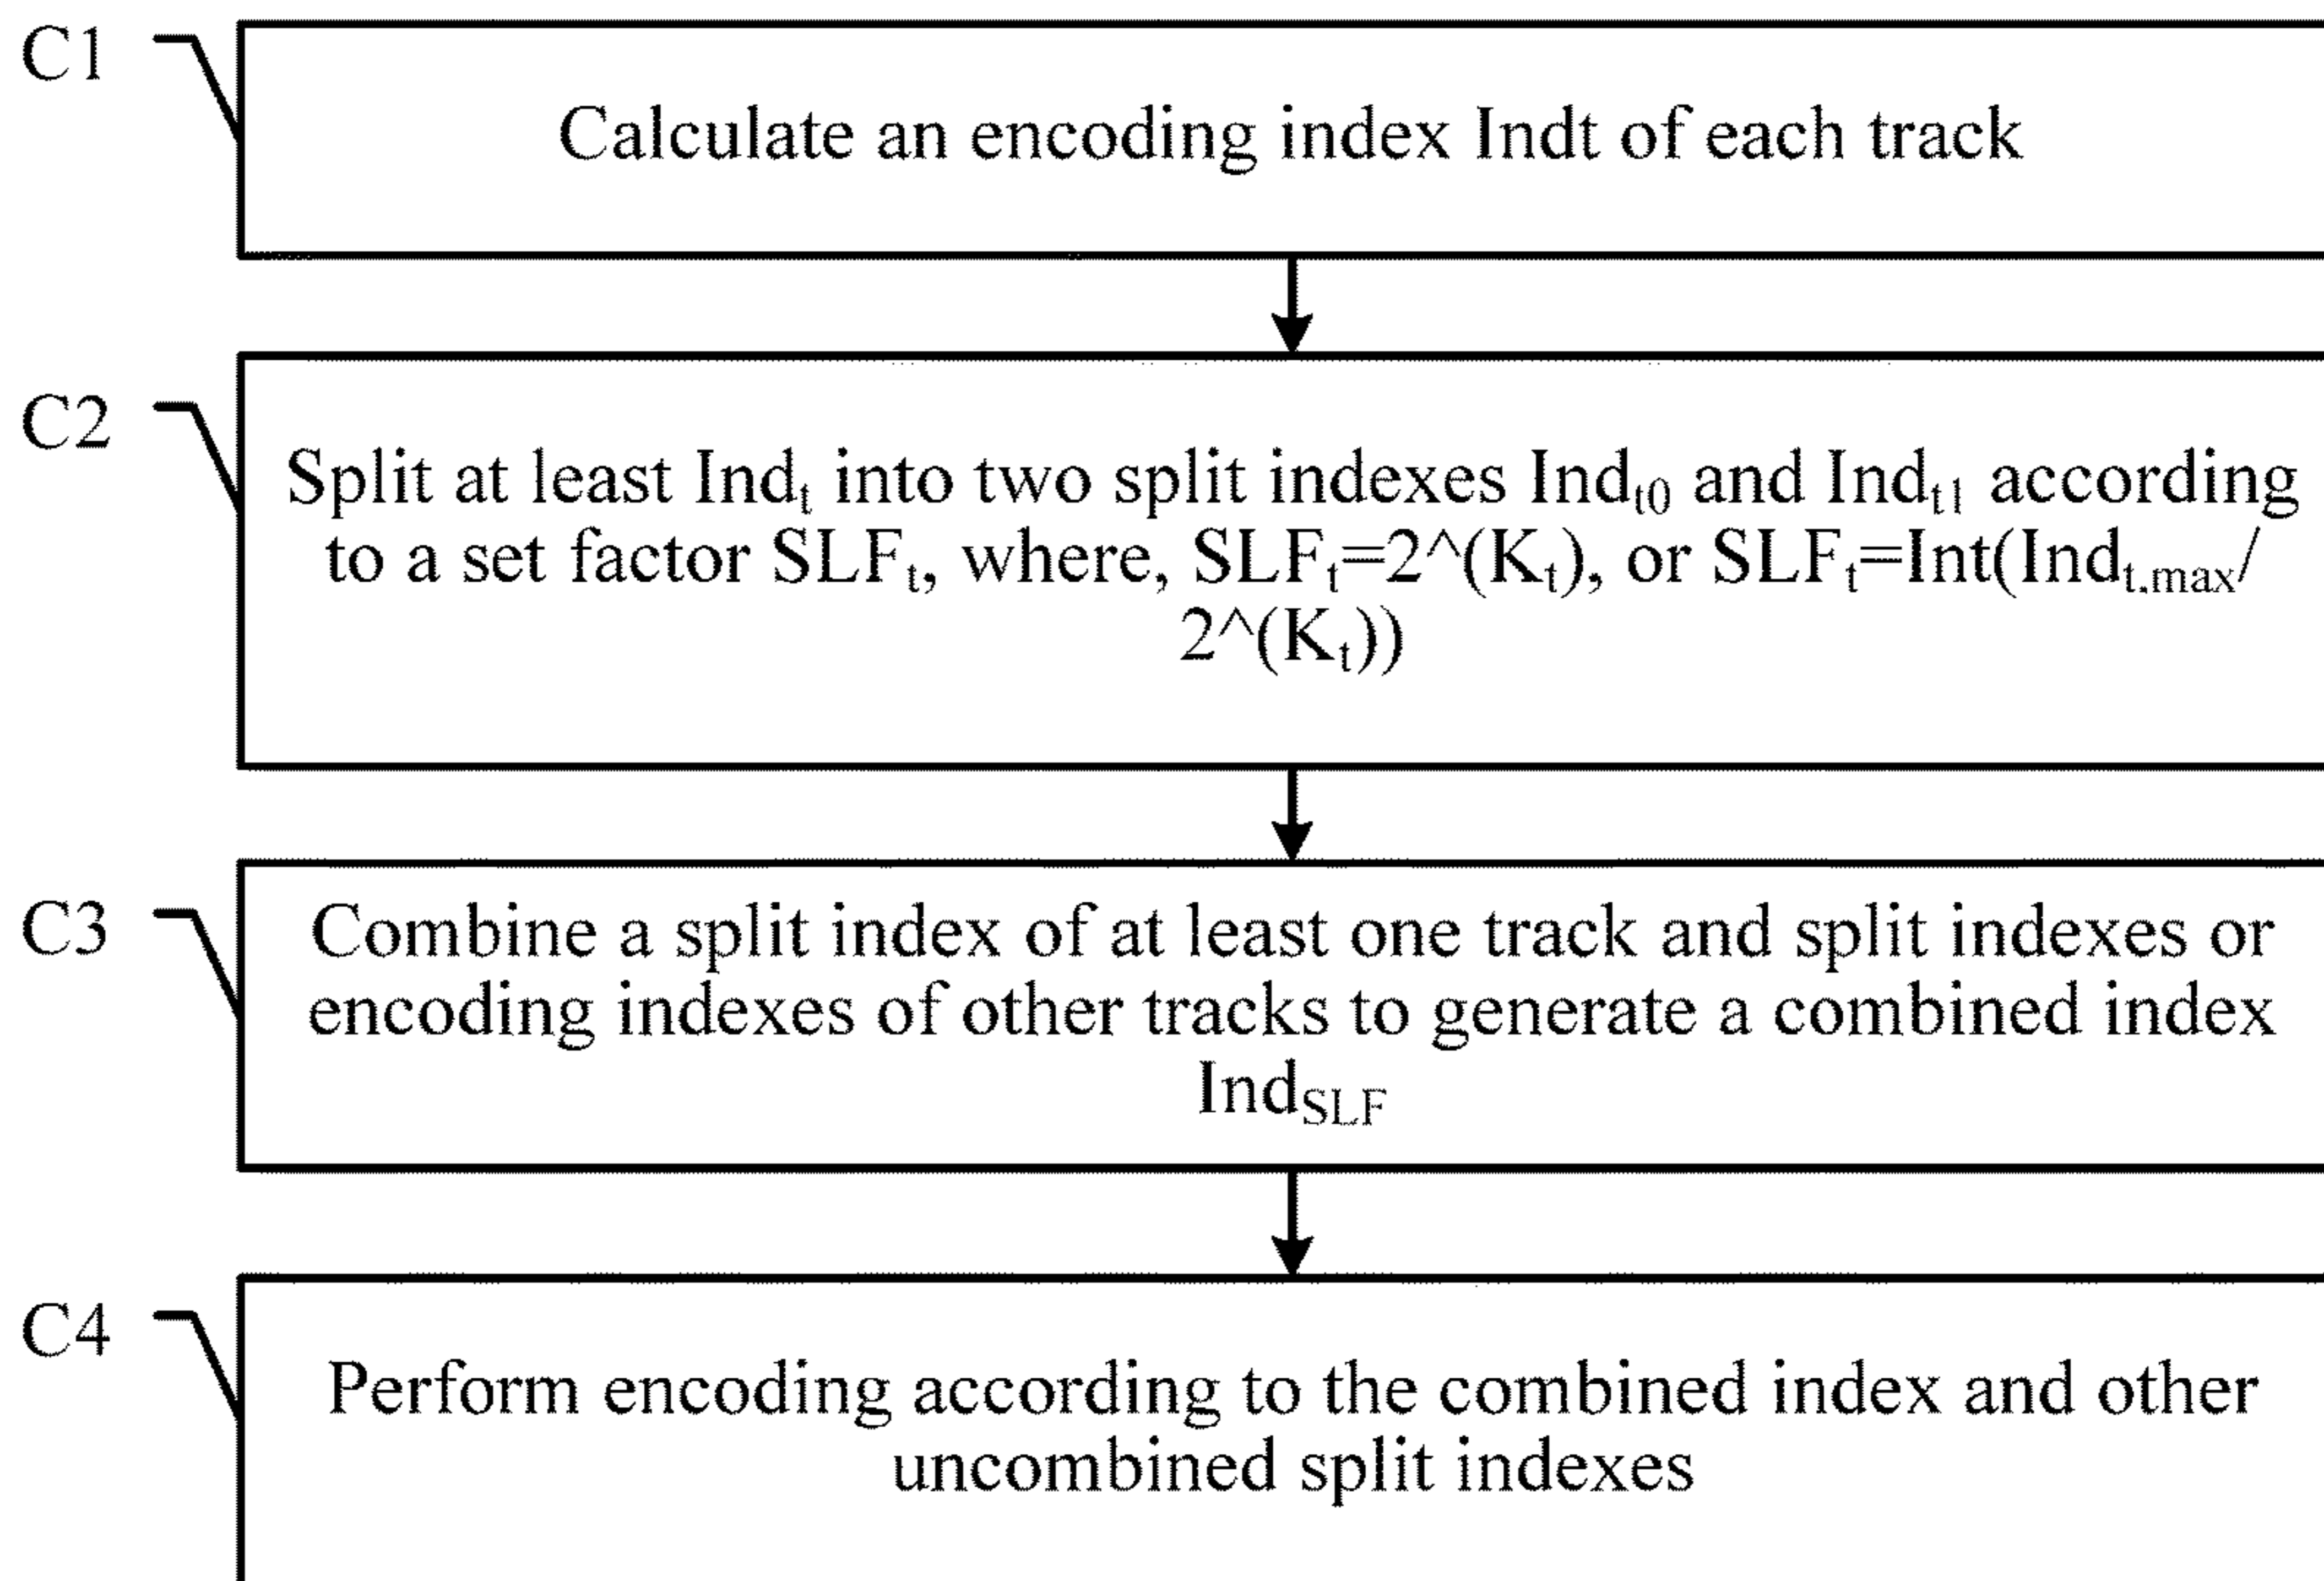 C1
Calculate an encoding index Indt of each track
C2
Split at least Indₜ into two split indexes Indₜ₀ and Indₜ₁ according
to a set factor SLFₜ, where, SLFₜ=2^(Kₜ), or SLFₜ=Int(Indₜ.ₘₐₓ/
2^(Kₜ))
C3
Combine a split index of at least one track and split indexes or
encoding indexes of other tracks to generate a combined index
Ind_SLF
C4
Perform encoding according to the combined index and other
uncombined split indexes